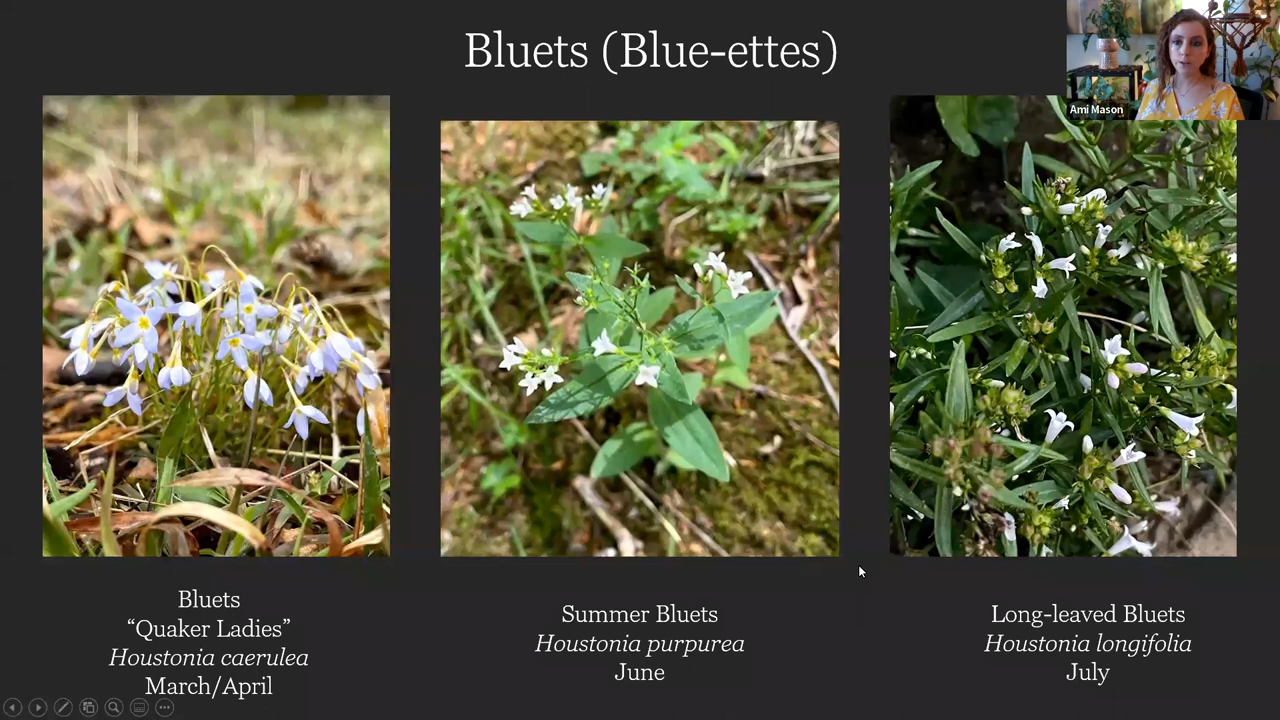 Bluets (Blue-ettes)
Ami Mason
Bluets
“Quaker Ladies”
Houstonia caerulea
March/April
Summer Bluets
Houstonia purpurea
June
Long-leaved Bluets
Houstonia longifolia
July